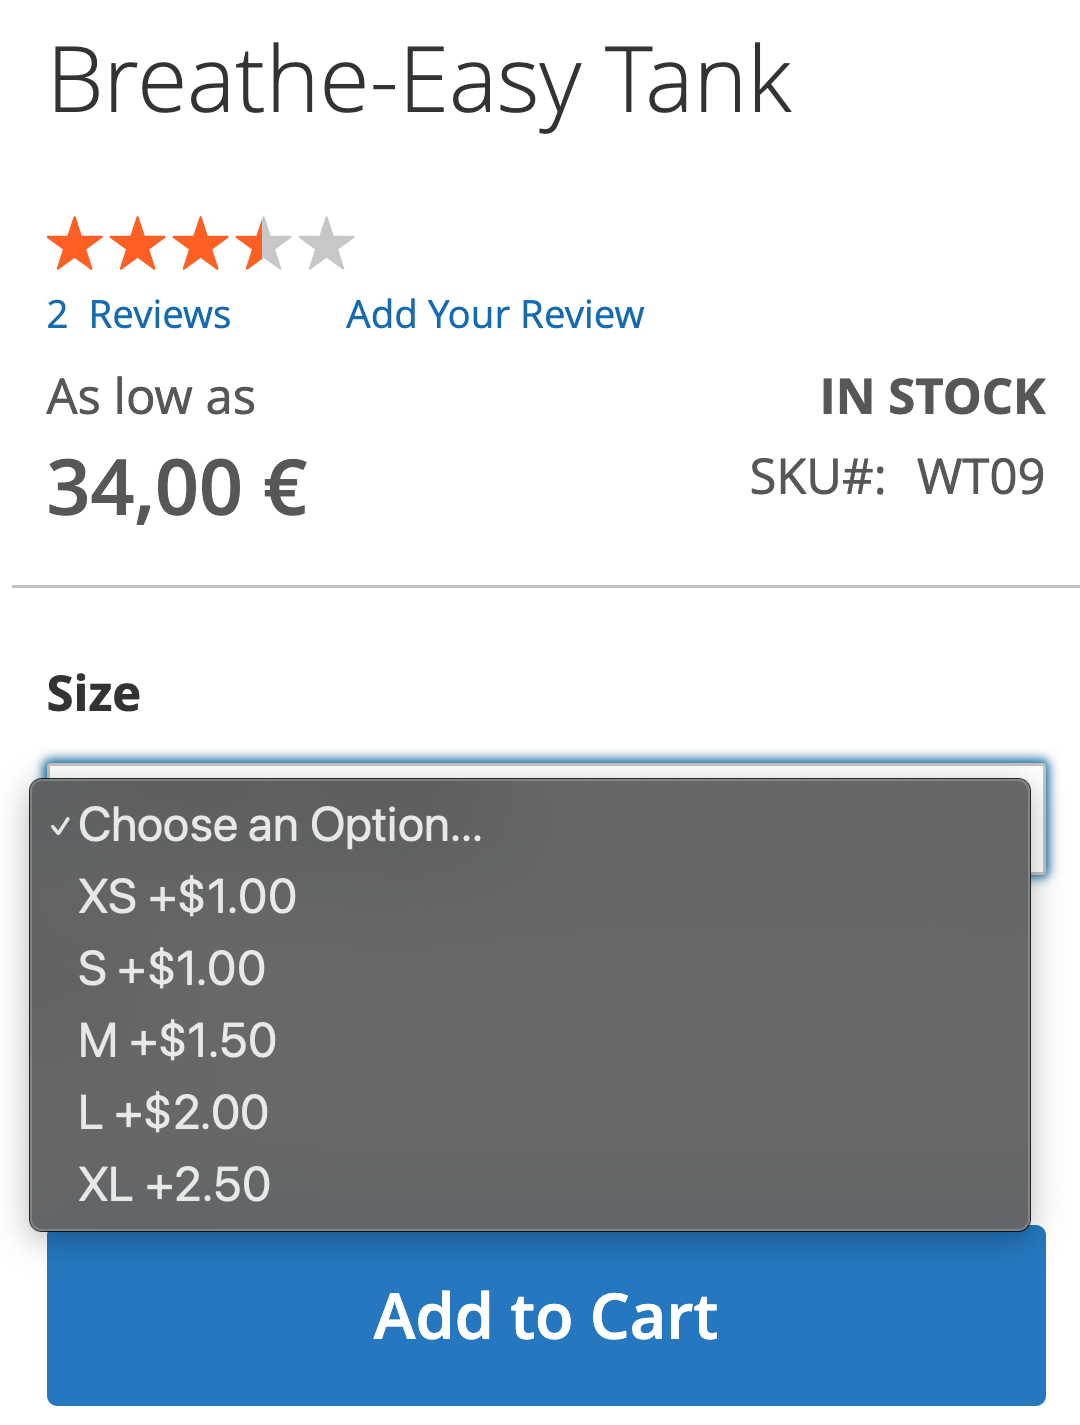 Breathe-Easy Tank
2 Reviews Add Your Review
As low as IN STOCK
34,00 € SKU#: WT09
Size
✓ Choose an Option...
XS +$1.00
S +$1.00
M +$1.50
L +$2.00
XL +2.50
Add to Cart